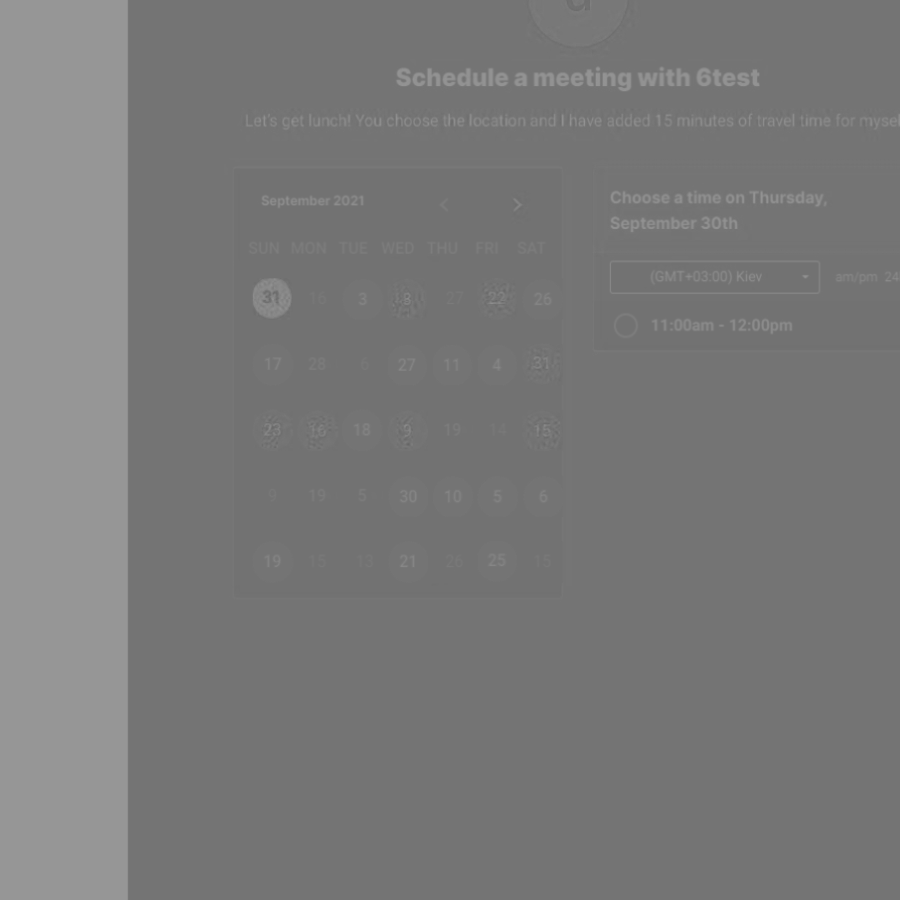 Schedule a meeting with 6test
Let's get lunch! You choose the location and I have added 15 minutes of travel time for
September 2021
SUN MON TUE WED THU FRI SAT
31 16 3 27 22 26
17 28 6 27 11 4 31
23 16 18 9 19 14 15
9 19 5 30 10 5 6
19 15 13 21 26 25 15
Choose a time on Thursday,
September 30th
(GMT+03:00) Kiev
am/pm 24
11:00am - 12:00pm